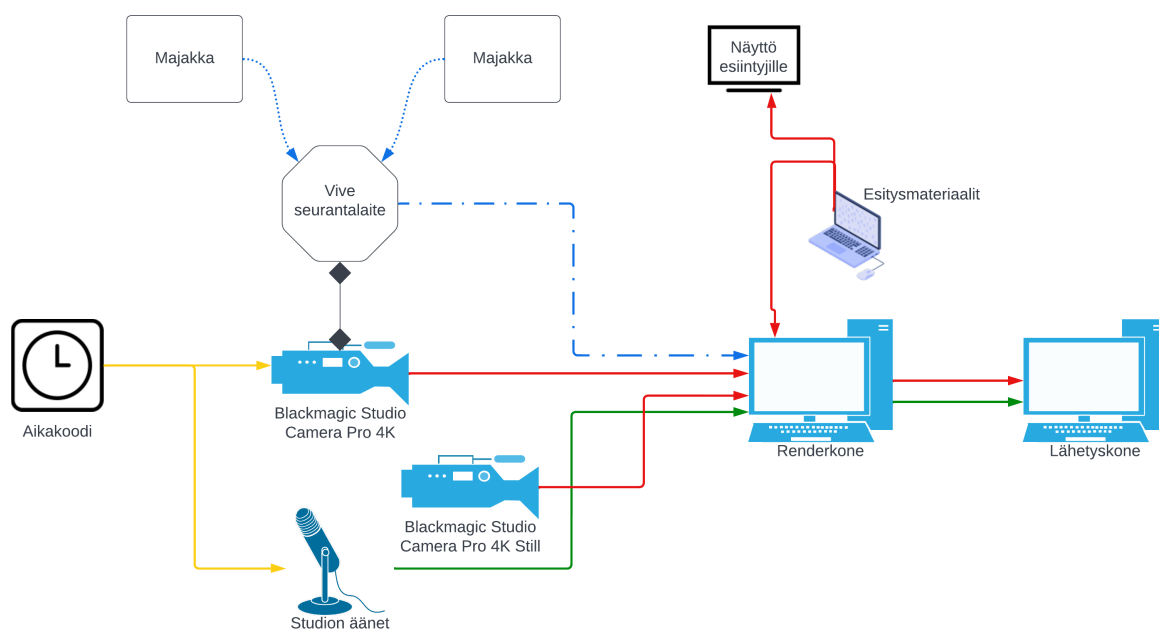 Majakka
Majakka
Näyttö
esiintyjille
Vive
seurantalaite
Esitysmateriaalit
Aikakoodi
Blackmagic Studio
Camera Pro 4K
Renderkone
Lähetyskone
Blackmagic Studio
Camera Pro 4K Still
Studion äänet